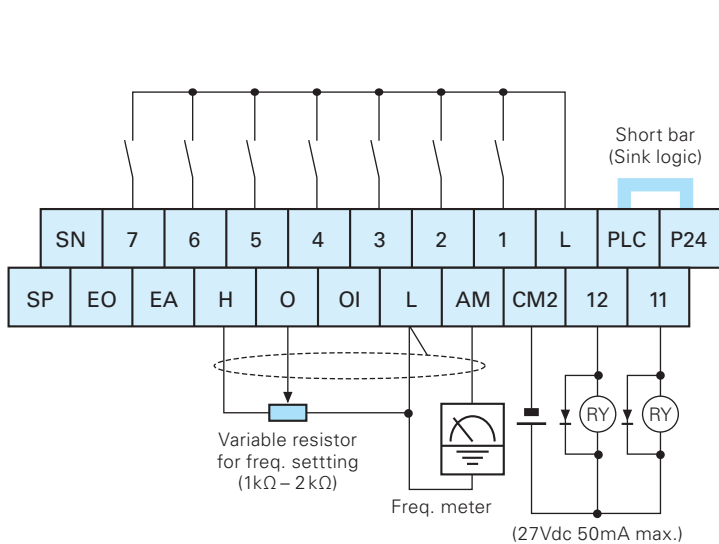 Short bar
(Sink logic)
SN 7 6 5 4 3 2 1 L PLC P24
SP EO EA H O OI L AM CM2 12 11
RY RY
Variable resistor
for freq. settting
(1kΩ – 2kΩ)
Freq. meter
(27Vdc 50mA max.)